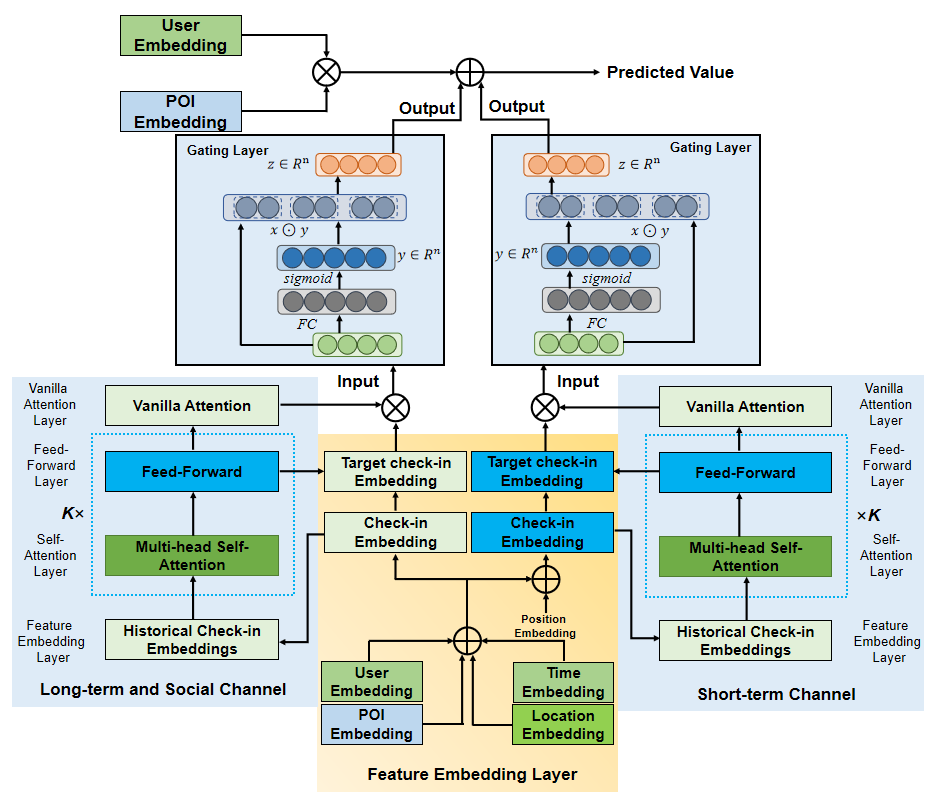 User
Embedding
POI
Embedding
Predicted Value
Output
Output
Gating Layer
z ∈ Rⁿ
x ⊙ y
y ∈ Rⁿ
sigmoid
FC
Gating Layer
z ∈ Rⁿ
x ⊙ y
y ∈ Rⁿ
sigmoid
FC
Input
Input
Vanilla
Attention
Layer
Vanilla Attention
Feed-
Forward
Layer
Feed-Forward
K×
Self-
Attention
Layer
Multi-head Self-
Attention
Feature
Embedding
Layer
Historical Check-in
Embeddings
Long-term and Social Channel
Target check-in
Embedding
Target check-in
Embedding
Check-in
Embedding
Check-in
Embedding
Position
Embedding
User
Embedding
Time
Embedding
POI
Embedding
Location
Embedding
Feature Embedding Layer
Vanilla Attention
Vanilla
Attention
Layer
Feed-Forward
Feed-
Forward
Layer
×K
Multi-head Self-
Attention
Self-
Attention
Layer
Historical Check-in
Embeddings
Feature
Embedding
Layer
Short-term Channel